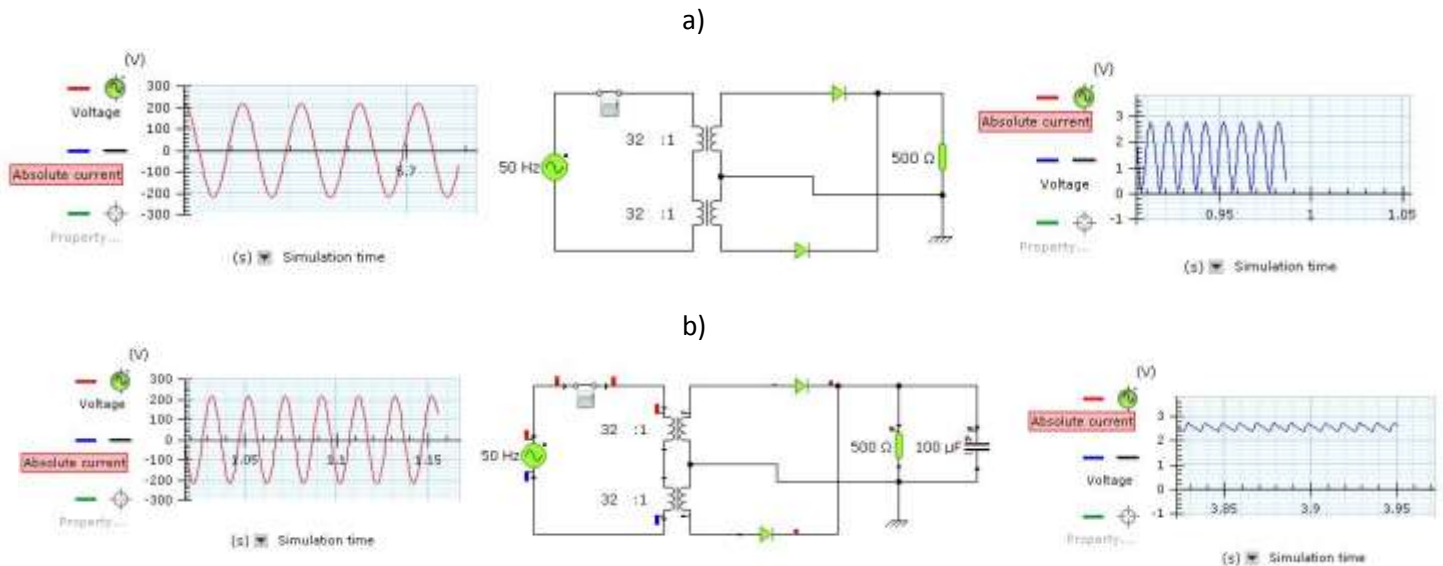 a)
(V)
300
200
100
0
-100
-200
-300
Voltage
Absolute current
Property...
5.7
(s) Simulation time
50 Hz
32 :1
32 :1
500 Ω
(V)
3
2
1
0
-1
Absolute current
Voltage
Property...
0.95 1 1.05
(s) Simulation time
b)
(V)
300
200
100
0
-100
-200
-300
Voltage
Absolute current
Property...
1.05 1.1 1.15
(s) Simulation time
50 Hz
32 :1
32 :1
500 Ω
100 µF
(V)
3
2
1
0
-1
Absolute current
Voltage
Property...
3.85 3.9 3.95
(s) Simulation time